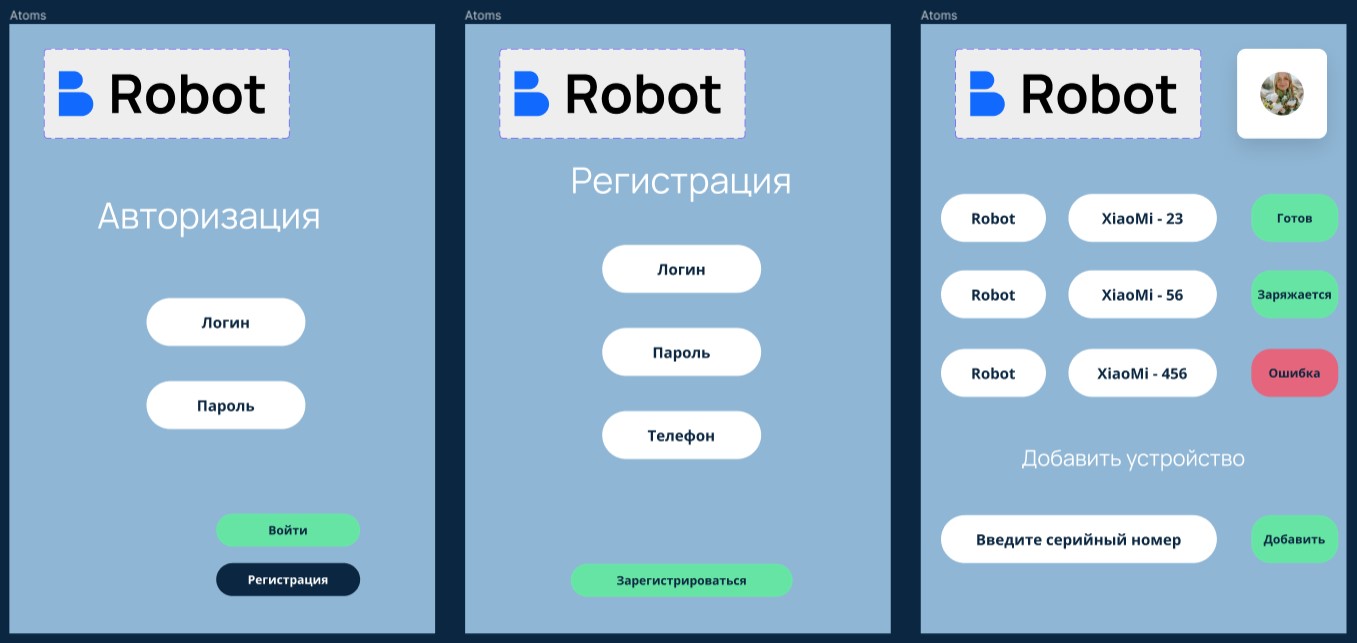 Atoms
Robot
Авторизация
Логин
Пароль
Войти
Регистрация
Atoms
Robot
Регистрация
Логин
Пароль
Телефон
Зарегистрироваться
Atoms
Robot
Robot XiaoMi - 23 Готов
Robot XiaoMi - 56 Заряжается
Robot XiaoMi - 456 Ошибка
Добавить устройство
Введите серийный номер Добавить